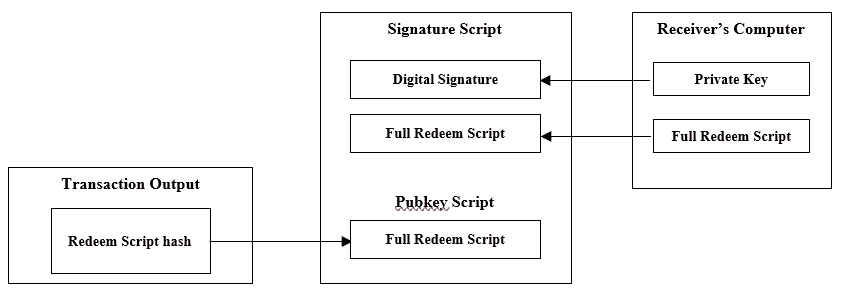 Signature Script
Receiver's Computer
Digital Signature
Private Key
Full Redeem Script
Full Redeem Script
Transaction Output
Pubkey Script
Redeem Script hash
Full Redeem Script